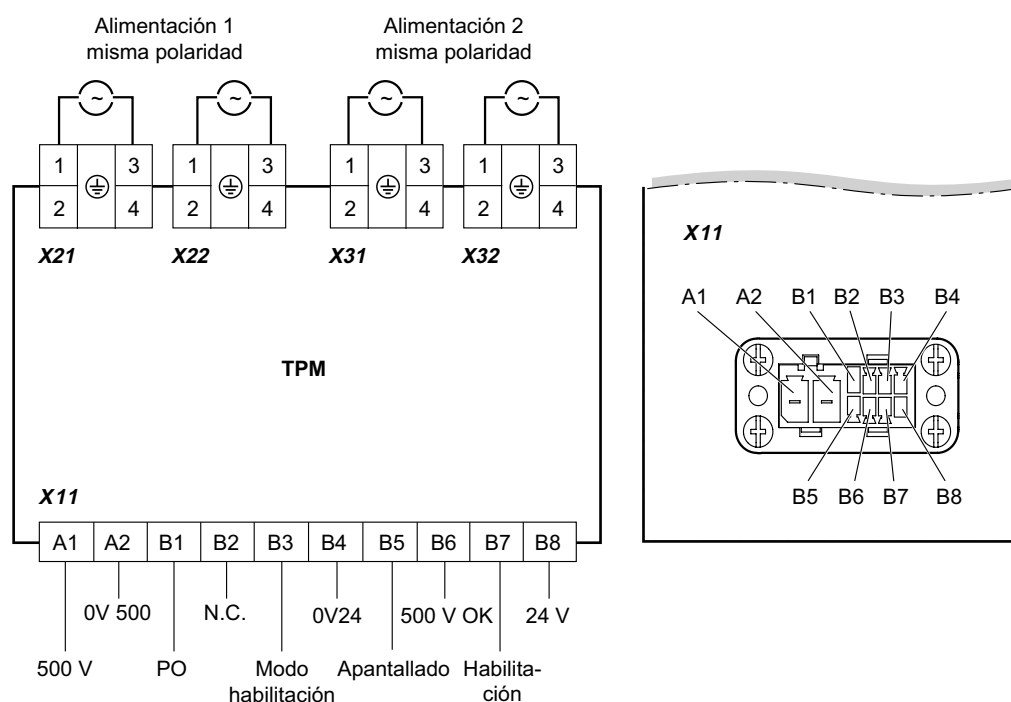 Alimentación 1
misma polaridad
Alimentación 2
misma polaridad
~
~
~
~
1
3
2
4
1
3
2
4
1
3
2
4
1
3
2
4
X21
X22
X31
X32
TPM
X11
A1
A2
B1
B2
B3
B4
B5
B6
B7
B8
0V 500
N.C.
0V24
500 V OK
24 V
500 V
PO
Modo
habilitación
Apantallado
Habilita-
ción
X11
A1
A2
B1
B2
B3
B4
B5
B6
B7
B8